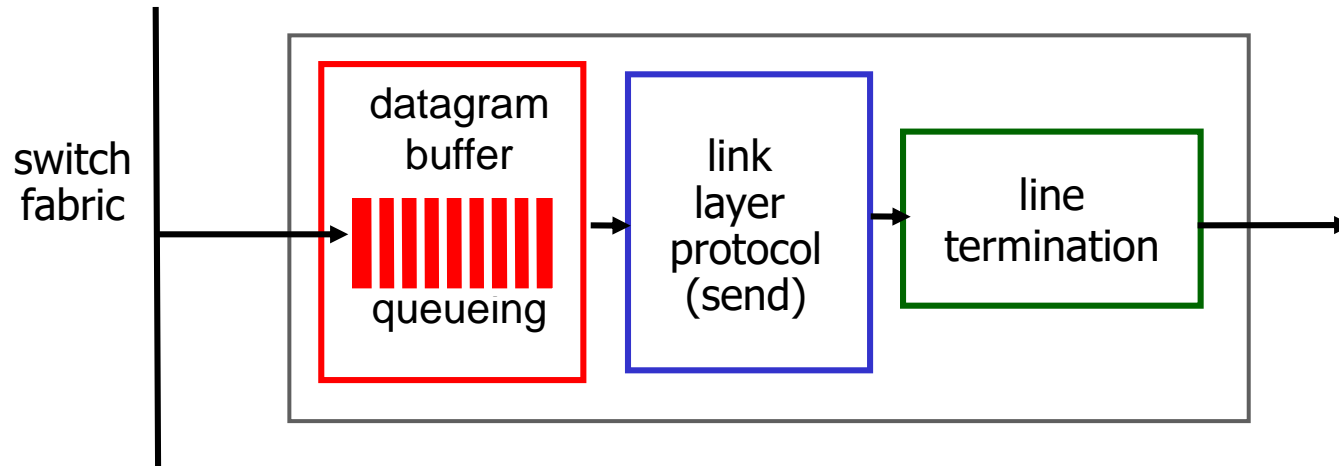 switch
fabric
datagram
buffer
queueing
link
layer
protocol
(send)
line
termination